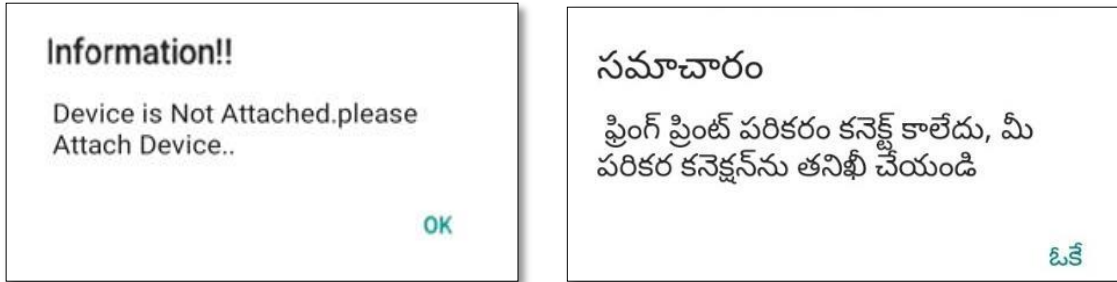 Information!!
Device is Not Attached.please
Attach Device..
OK
సమాచారం
ఫ్రింగ్ ప్రింట్ పరికరం కనెక్ట్ కాలేదు, మీ
పరికర కనెక్షన్‌ను తనిఖీ చేయండి
ఓకే